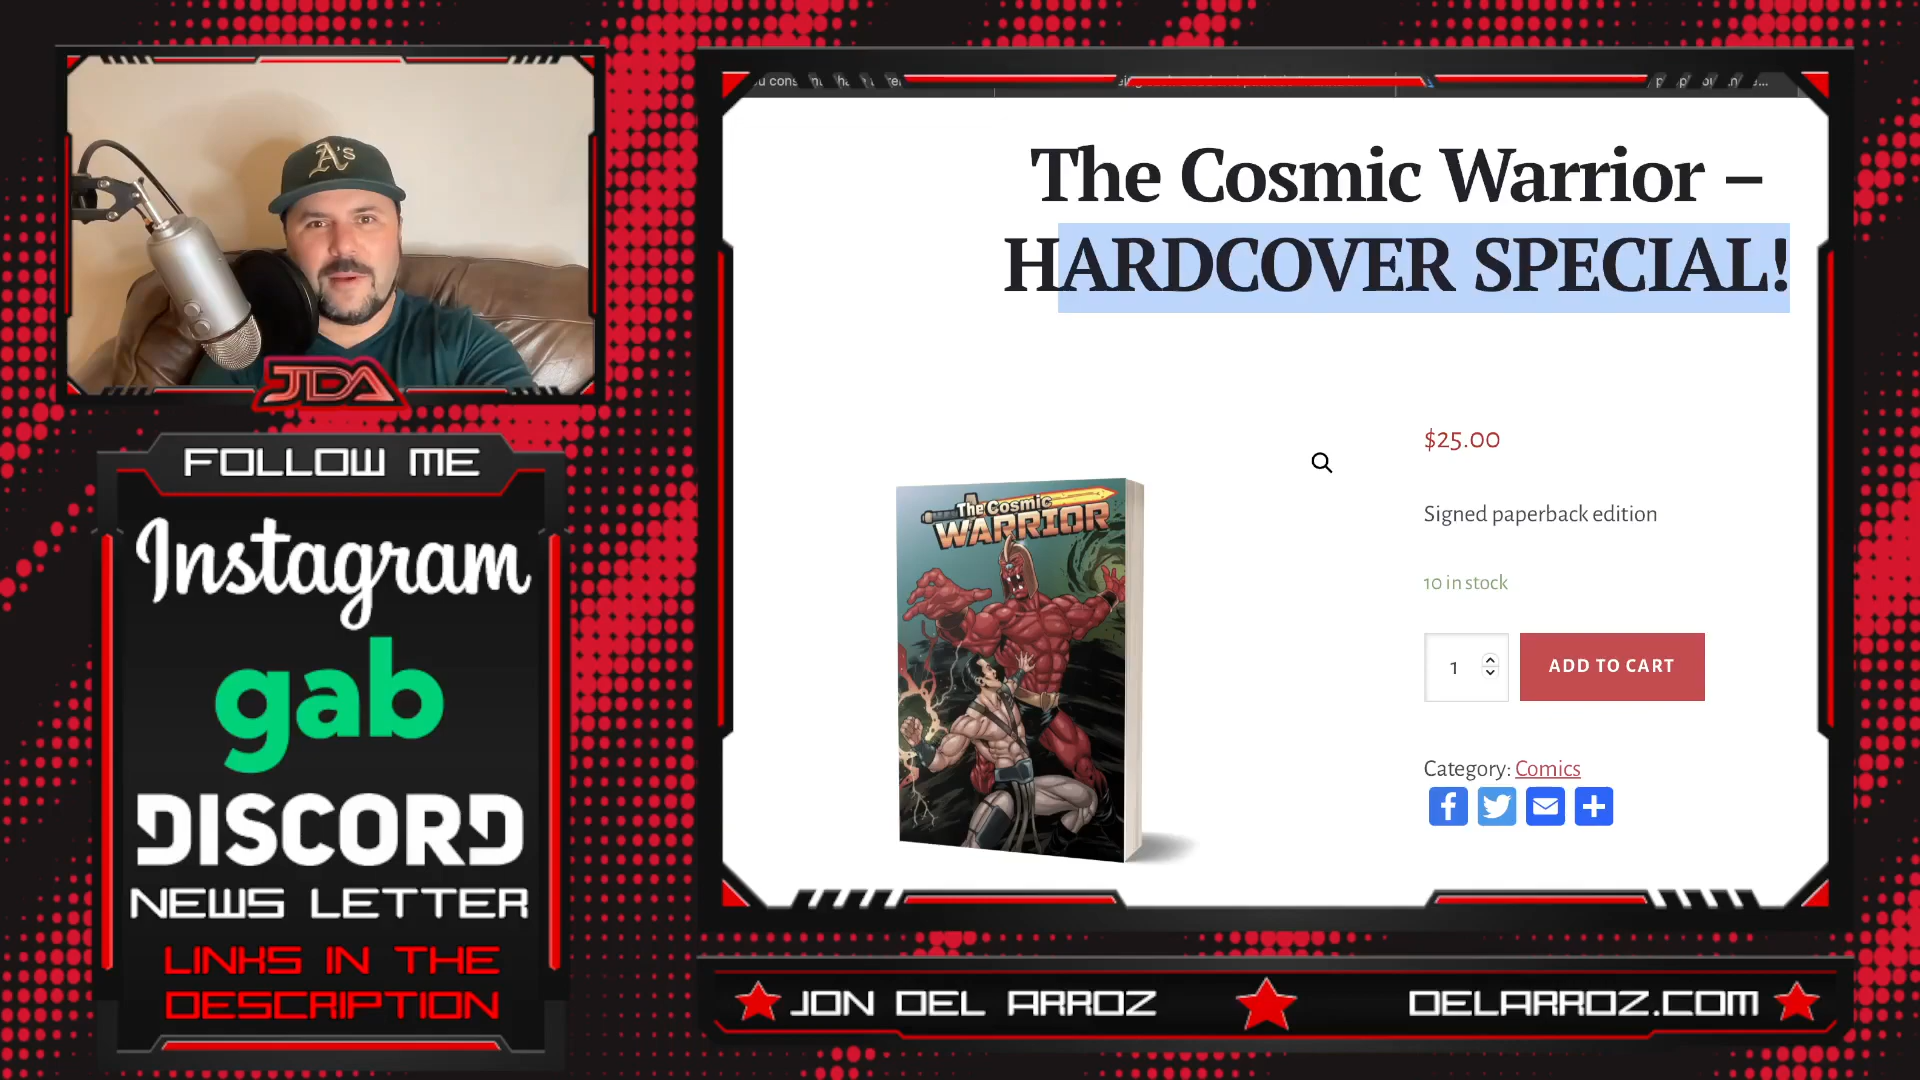 A's
JDA
FOLLOW ME
Instagram
gab
DISCORD
NEWS LETTER
LINKS IN THE
DESCRIPTION
The Cosmic Warrior –
HARDCOVER SPECIAL!
The Cosmic
WARRIOR
$25.00
Signed paperback edition
10 in stock
1
ADD TO CART
Category: Comics
JON DEL ARROZ
DELARROZ.COM